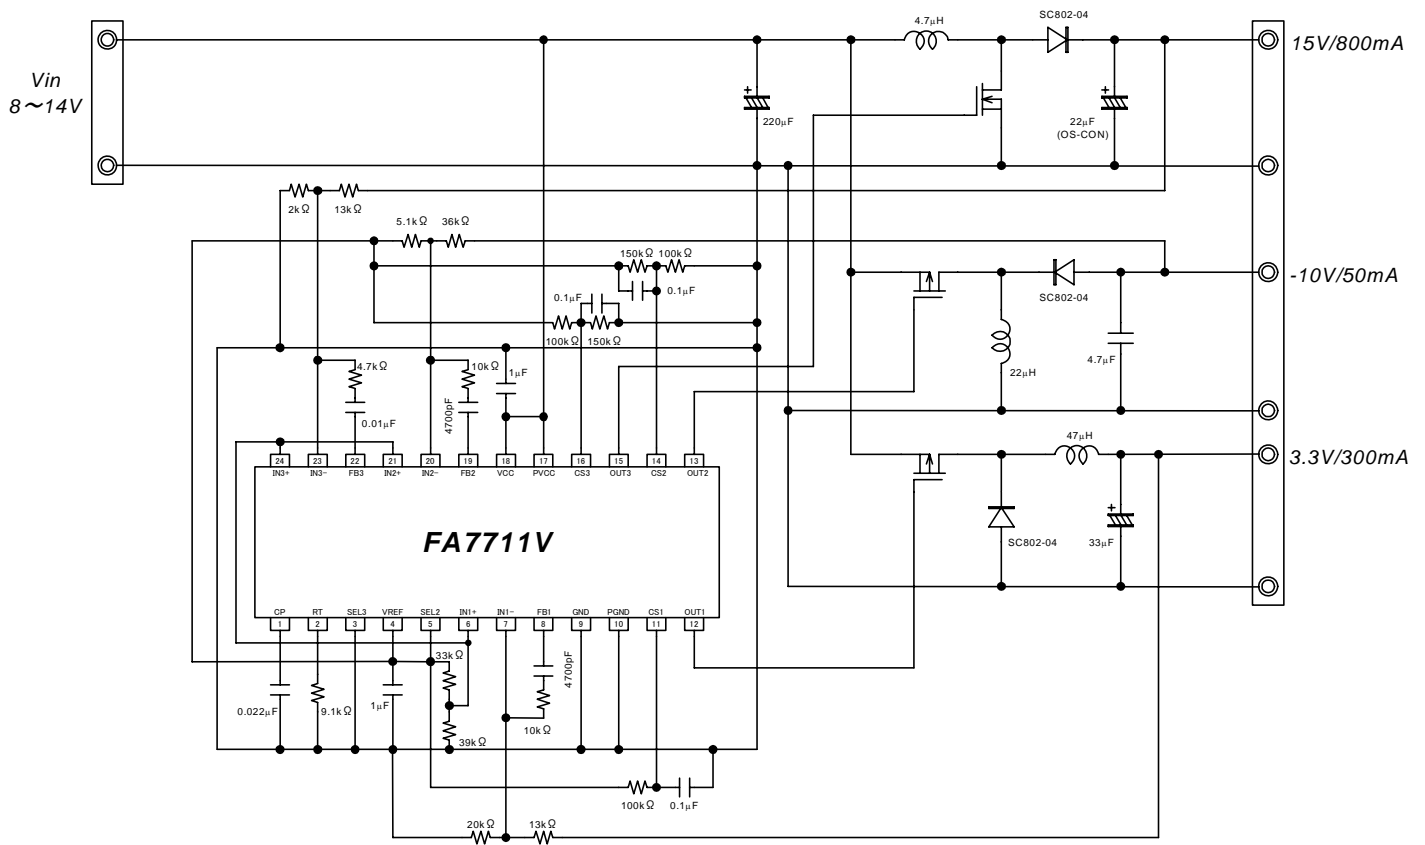 SC802-04
4.7μH
15V/800mA
Vin
8～14V
+
220μF
+
22μF
(OS-CON)
2kΩ
13kΩ
5.1kΩ
36kΩ
150kΩ
100kΩ
0.1μF
0.1μF
100kΩ
150kΩ
-10V/50mA
SC802-04
22μH
4.7μF
4.7kΩ
0.01μF
10kΩ
4700pF
1μF
47μH
3.3V/300mA
SC802-04
+
33μF
24
23
22
21
20
19
18
17
16
15
14
13
IN3+
IN3-
FB3
IN2+
IN2-
FB2
VCC
PVCC
CS3
OUT3
CS2
OUT2
FA7711V
CP
RT
SEL3
VREF
SEL2
IN1+
IN1-
FB1
GND
PGND
CS1
OUT1
1
2
3
4
5
6
7
8
9
10
11
12
33kΩ
4700pF
0.022μF
9.1kΩ
1μF
39kΩ
10kΩ
100kΩ
0.1μF
20kΩ
13kΩ